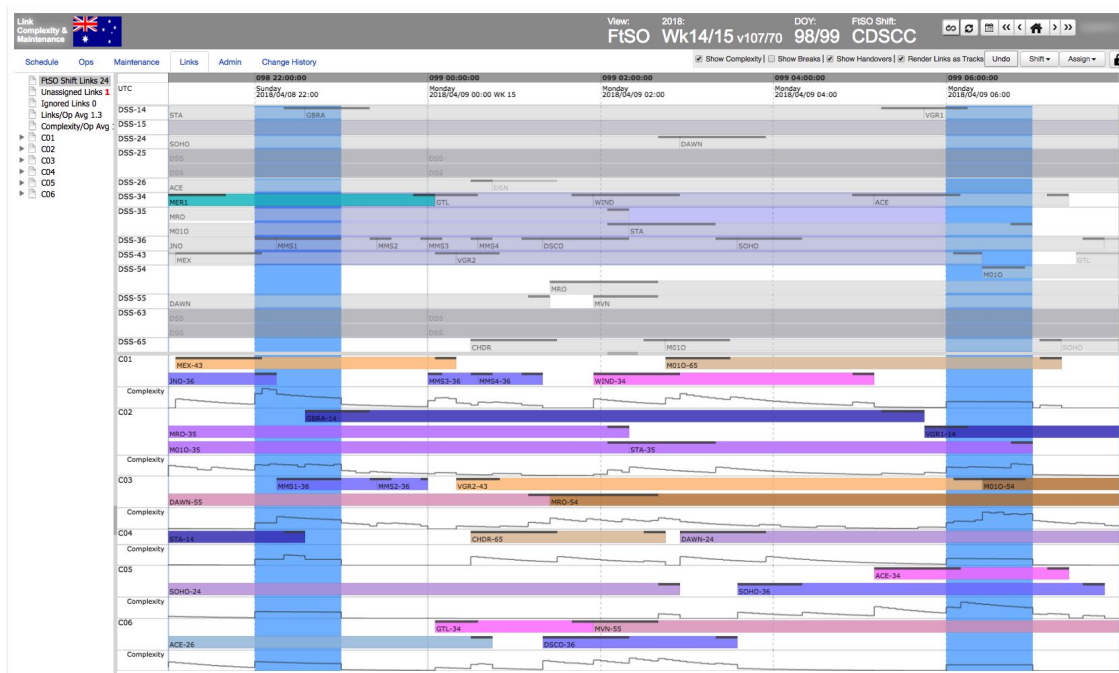 Link
Complexity &
Maintenance
View: 2018: DOY: FtSO Shift:
FtSO Wk14/15 v107/70 98/99 CDSCC
Schedule Ops Maintenance Links Admin Change History
Show Complexity | Show Breaks | Show Handovers | Render Links as Tracks Undo Shift Assign
FtSO Shift Links 24
Unassigned Links 1
Ignored Links 0
Links/Op Avg 1.3
Complexity/Op Avg
C01
C02
C03
C04
C05
C06
098 22:00:00 099 00:00:00 099 02:00:00 099 04:00:00 099 06:00:00
UTC Sunday Monday Monday Monday Monday
2018/04/08 22:00 2018/04/09 00:00 WK 15 2018/04/09 02:00 2018/04/09 04:00 2018/04/09 06:00
DSS-14
STA GBRA VGR1
DSS-15
DSS-24
SOHO DAWN
DSS-25
DSS DSS
DSS DSS
DSS-26
ACE DSN
DSS-34
MER1 GTL WIND ACE
DSS-35
MRO
M01O STA
DSS-36
JNO MMS1 MMS2 MMS3 MMS4 DSCO SOHO
DSS-43
MEX VGR2 GTL
DSS-54
M01O
MRO
DSS-55
DAWN MVN
DSS-63
DSS DSS
DSS DSS
DSS-65
CHDR M01O SOHO
C01
MEX-43 M01O-65
JNO-36 MMS3-36 MMS4-36 WIND-34
Complexity
C02
GBRA-14
MRO-35 VGR1-14
M01O-35 STA-35
Complexity
C03
MMS1-36 MMS2-36 VGR2-43 M01O-54
DAWN-55 MRO-54
Complexity
C04
STA-14 CHDR-65 DAWN-24
Complexity
C05
ACE-34
SOHO-24 SOHO-36
Complexity
C06
GTL-34 MVN-55
ACE-26 DSCO-36
Complexity